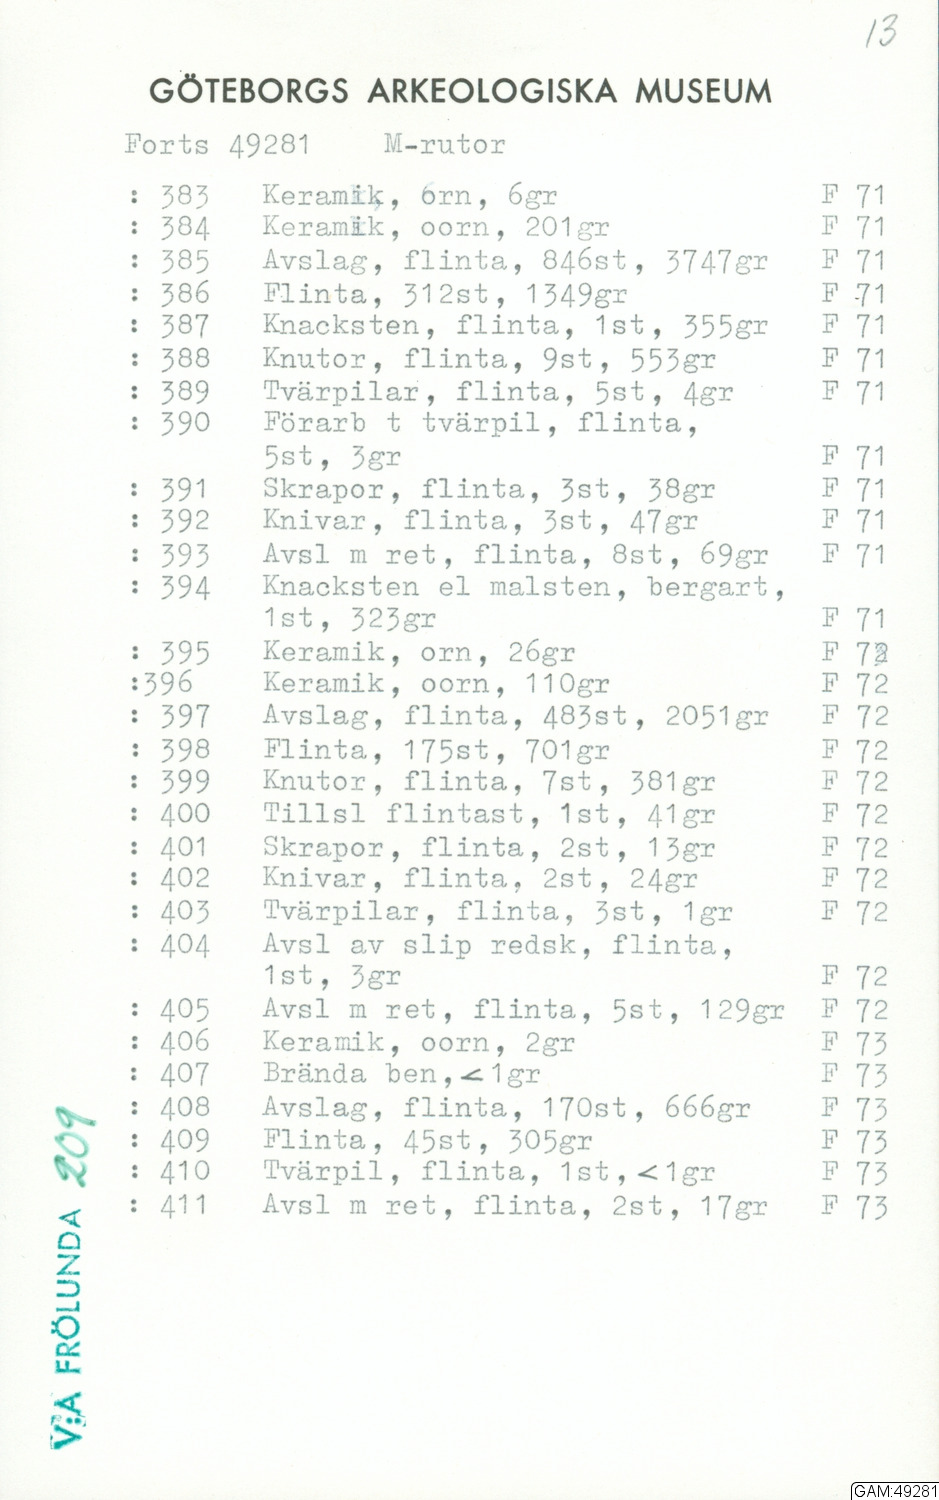 13
GÖTEBORGS ARKEOLOGISKA MUSEUM
Forts 49281 M-rutor
: 383 Keramik, orn, 6gr F 71
: 384 Keramik, oorn, 201gr F 71
: 385 Avslag, flinta, 846st, 3747gr F 71
: 386 Flinta, 312st, 1349gr F 71
: 387 Knacksten, flinta, 1st, 355gr F 71
: 388 Knutor, flinta, 9st, 553gr F 71
: 389 Tvärpilar, flinta, 5st, 4gr F 71
: 390 Förarb t tvärpil, flinta,
5st, 3gr F 71
: 391 Skrapor, flinta, 3st, 38gr F 71
: 392 Knivar, flinta, 3st, 47gr F 71
: 393 Avsl m ret, flinta, 8st, 69gr F 71
: 394 Knacksten el malsten, bergart,
1st, 323gr F 71
: 395 Keramik, orn, 26gr F 72
:396 Keramik, oorn, 110gr F 72
: 397 Avslag, flinta, 483st, 2051gr F 72
: 398 Flinta, 175st, 701gr F 72
: 399 Knutor, flinta, 7st, 381gr F 72
: 400 Tillsl flintast, 1st, 41gr F 72
: 401 Skrapor, flinta, 2st, 13gr F 72
: 402 Knivar, flinta, 2st, 24gr F 72
: 403 Tvärpilar, flinta, 3st, 1gr F 72
: 404 Avsl av slip redsk, flinta,
1st, 3gr F 72
: 405 Avsl m ret, flinta, 5st, 129gr F 72
: 406 Keramik, oorn, 2gr F 73
: 407 Brända ben,<1gr F 73
: 408 Avslag, flinta, 170st, 666gr F 73
: 409 Flinta, 45st, 305gr F 73
: 410 Tvärpil, flinta, 1st,<1gr F 73
: 411 Avsl m ret, flinta, 2st, 17gr F 73
V:A FRÖLUNDA 209
GAM:49281